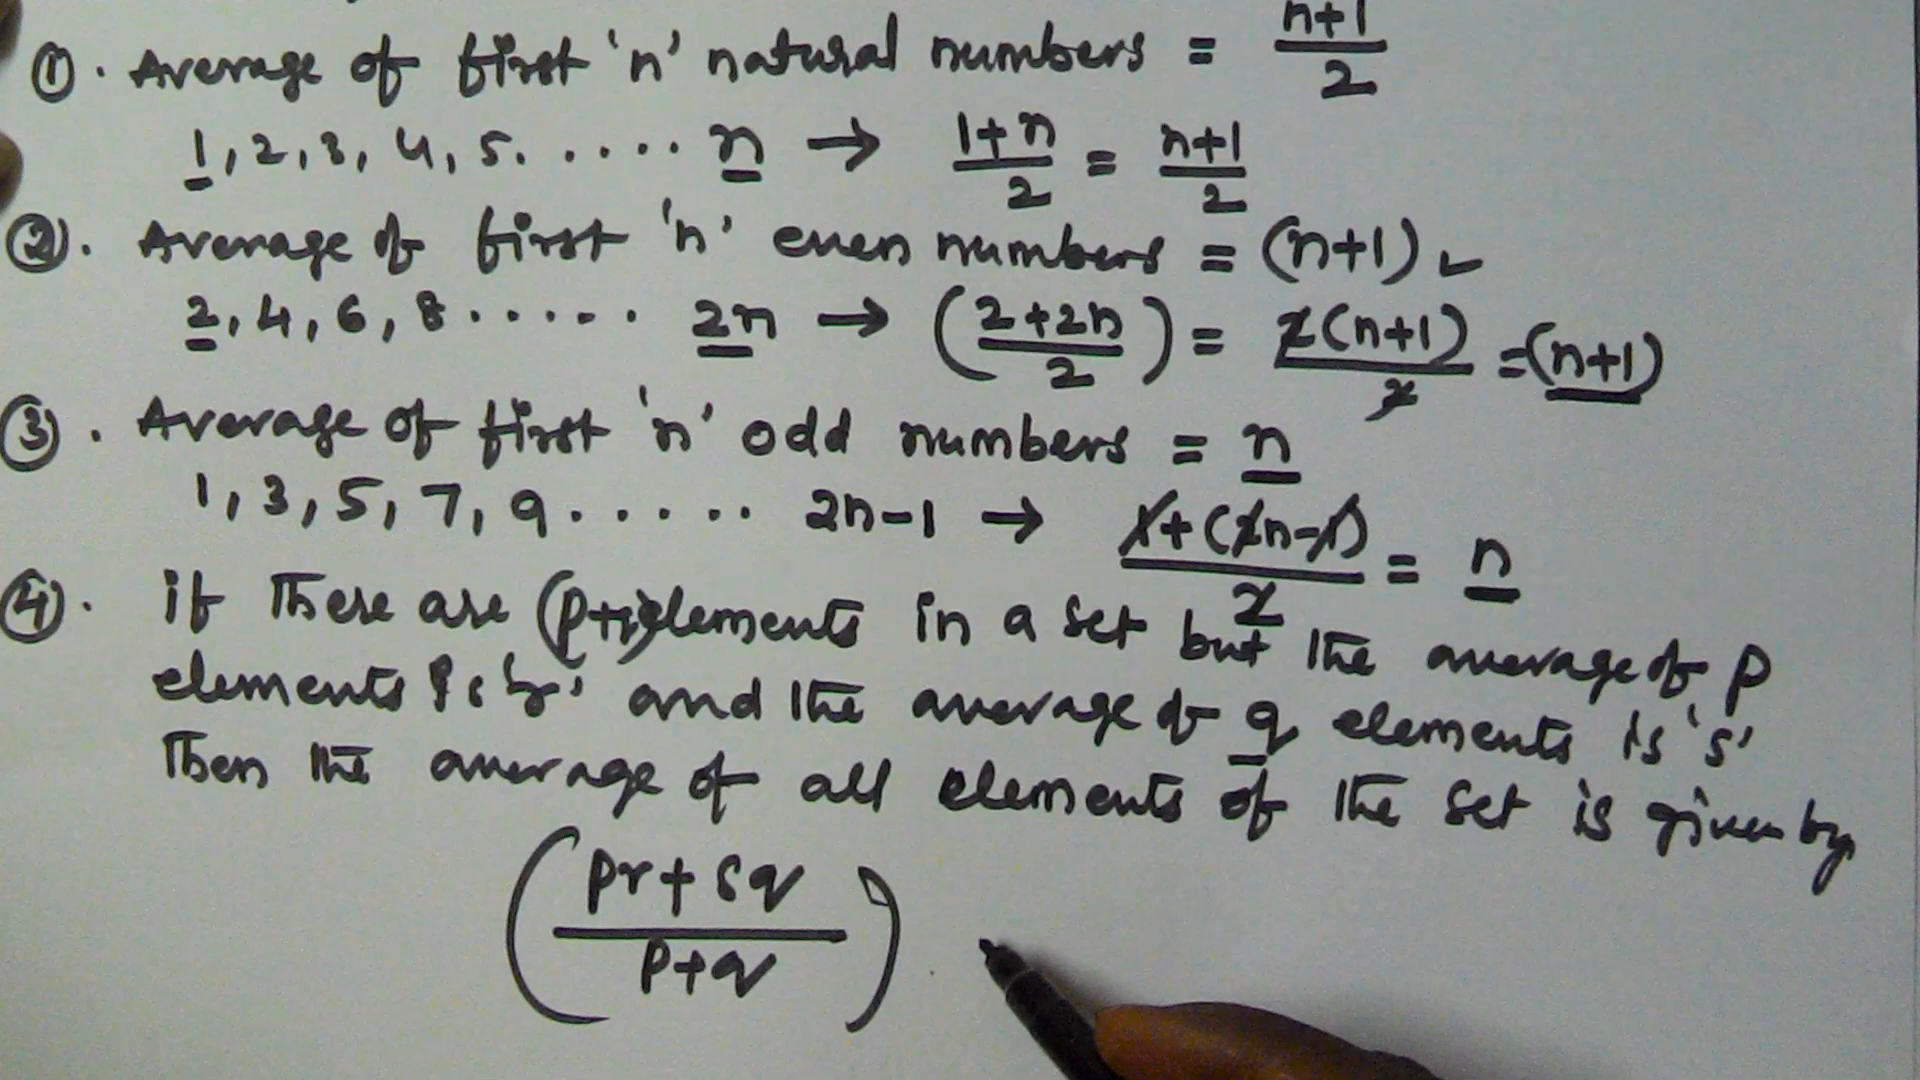 ①. Average of first 'n' natural numbers = n+1/2
1, 2, 3, 4, 5. ..... n → 1+n/2 = n+1/2
②. Average of first 'n' even numbers = (n+1) ✓
2, 4, 6, 8 ...... 2n → (2+2n/2) = 2(n+1)/2 = (n+1)
③. Average of first 'n' odd numbers = n
1, 3, 5, 7, 9 ...... 2n-1 → 1+(2n-1)/2 = n
④. if there are elements in a set but the average of p
elements is 'r' and the average of q elements is 's'
Then the average of all elements of the set is given by
(pr+sq/p+q)